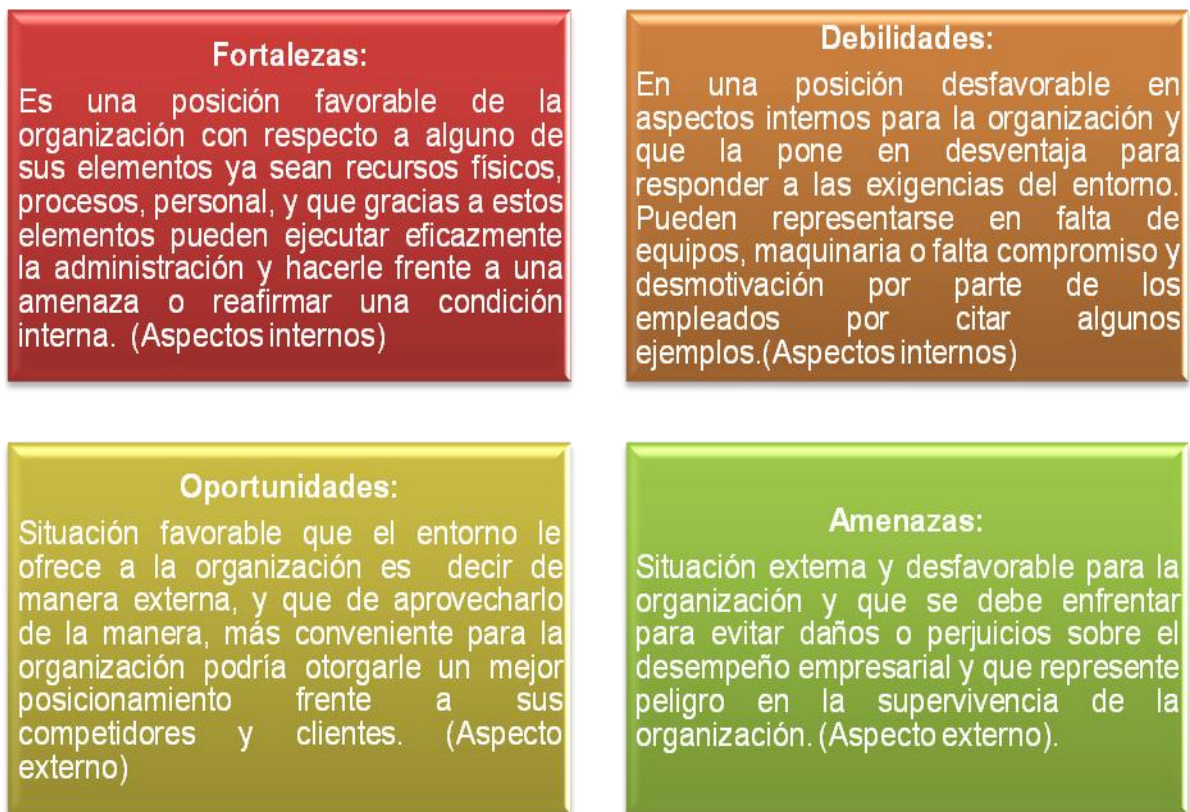 Fortalezas:
Es una posición favorable de la
organización con respecto a alguno de
sus elementos ya sean recursos físicos,
procesos, personal, y que gracias a estos
elementos pueden ejecutar eficazmente
la administración y hacerle frente a una
amenaza o reafirmar una condición
interna. (Aspectos internos)
Debilidades:
En una posición desfavorable en
aspectos internos para la organización y
que la pone en desventaja para
responder a las exigencias del entorno.
Pueden representarse en falta de
equipos, maquinaria o falta compromiso y
desmotivación por parte de los
empleados por citar algunos
ejemplos.(Aspectos internos)
Oportunidades:
Situación favorable que el entorno le
ofrece a la organización es decir de
manera externa, y que de aprovecharlo
de la manera, más conveniente para la
organización podría otorgarle un mejor
posicionamiento frente a sus
competidores y clientes. (Aspecto
externo)
Amenazas:
Situación externa y desfavorable para la
organización y que se debe enfrentar
para evitar daños o perjuicios sobre el
desempeño empresarial y que represente
peligro en la supervivencia de la
organización. (Aspecto externo).